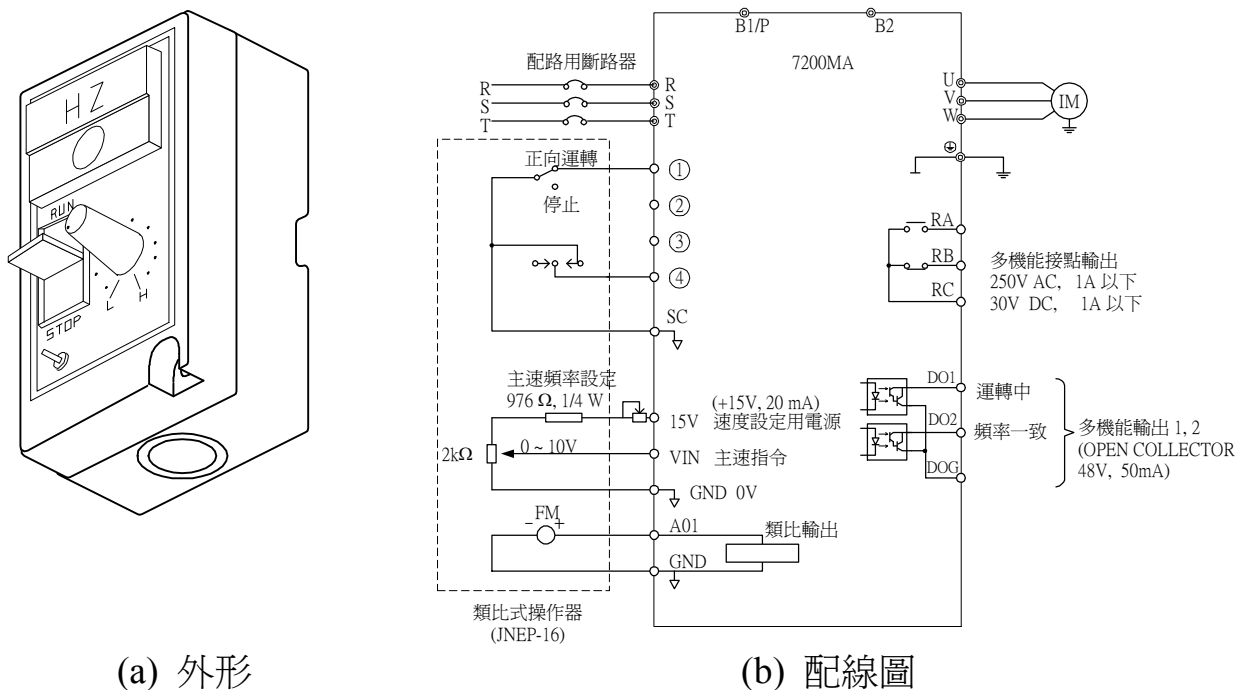 HZ
RUN
L H
STOP
(a) 外形
B1/P B2
7200MA
配路用斷路器
R R
S S
T T
U
V
W
IM
正向運轉
①
停止
②
③
④
SC
RA
RB
RC
多機能接點輸出
250V AC, 1A 以下
30V DC, 1A 以下
主速頻率設定
976 Ω, 1/4 W
(+15V, 20 mA)
15V 速度設定用電源
2kΩ
0 ~ 10V
VIN 主速指令
GND 0V
DO1 運轉中
DO2 頻率一致
DOG
多機能輸出 1, 2
(OPEN COLLECTOR
48V, 50mA)
- FM +
A01 類比輸出
GND
類比式操作器
(JNEP-16)
(b) 配線圖